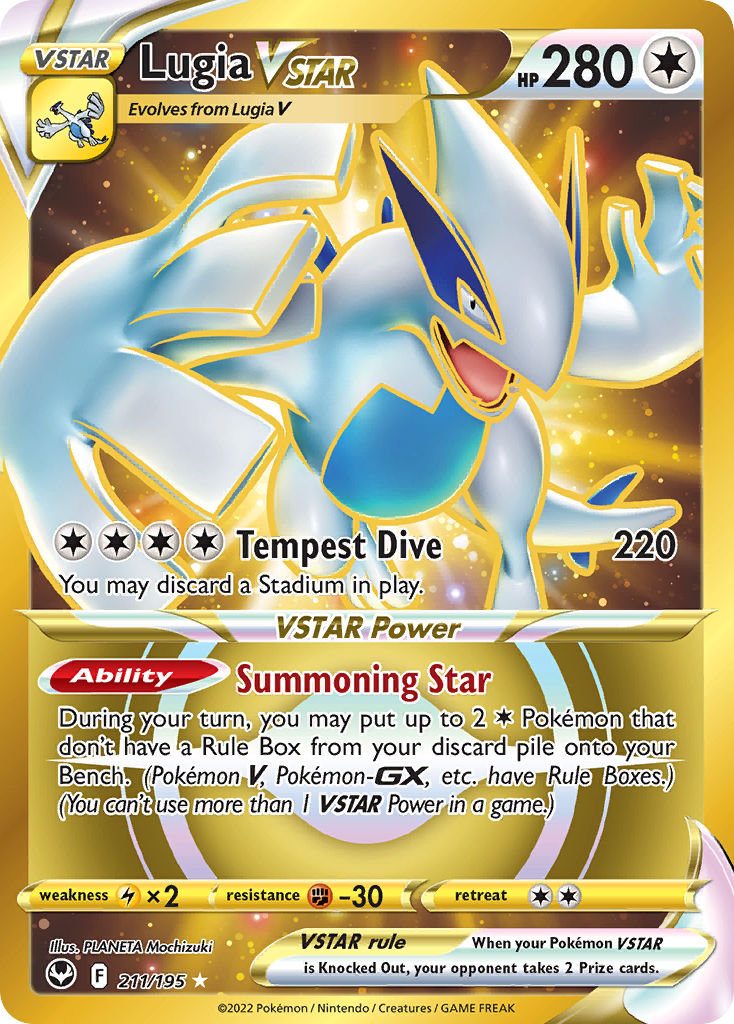 VSTAR
Lugia VSTAR
HP 280
Evolves from Lugia V
Tempest Dive 220
You may discard a Stadium in play.
VSTAR Power
Ability Summoning Star
During your turn, you may put up to 2 Pokémon that
don't have a Rule Box from your discard pile onto your
Bench. (Pokémon V, Pokémon-GX, etc. have Rule Boxes.)
(You can't use more than 1 VSTAR Power in a game.)
weakness ×2 resistance -30 retreat
Illus. PLANETA Mochizuki
VSTAR rule When your Pokémon VSTAR
is Knocked Out, your opponent takes 2 Prize cards.
F 211/195 ★
©2022 Pokémon / Nintendo / Creatures / GAME FREAK